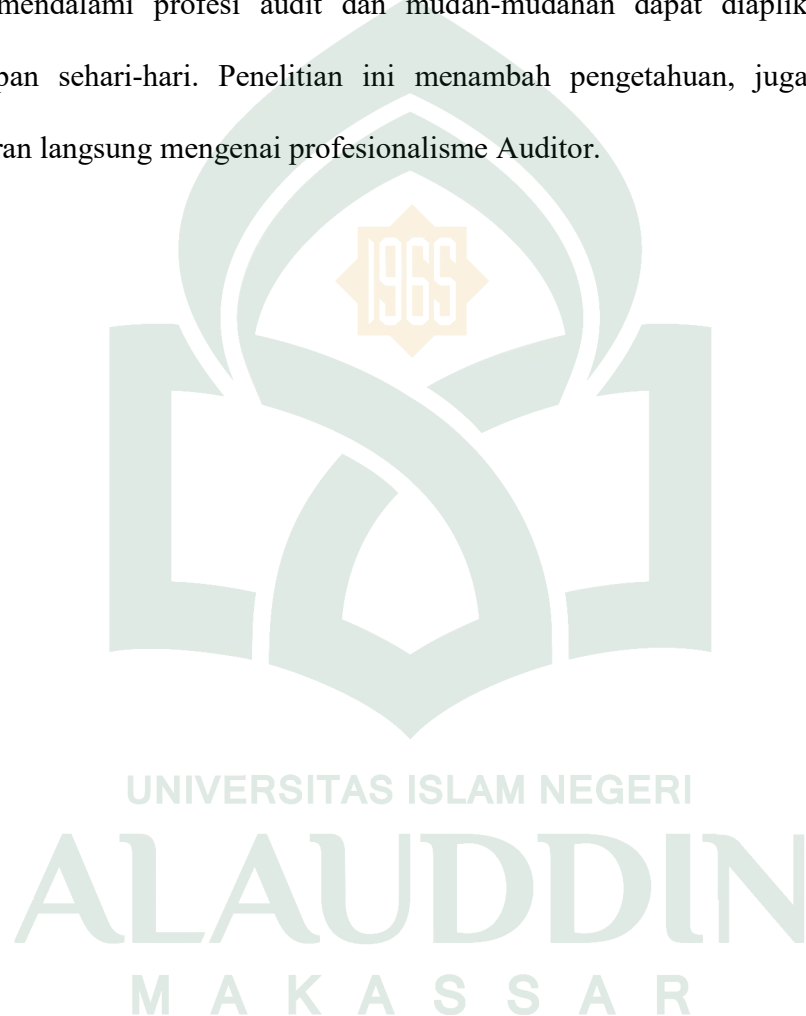 mendalami profesi audit dan mudah-mudahan dapat diaplik
pan sehari-hari. Penelitian ini menambah pengetahuan, juga
ran langsung mengenai profesionalisme Auditor.
1965
UNIVERSITAS ISLAM NEGERI
ALAUDDIN
MAKASSAR